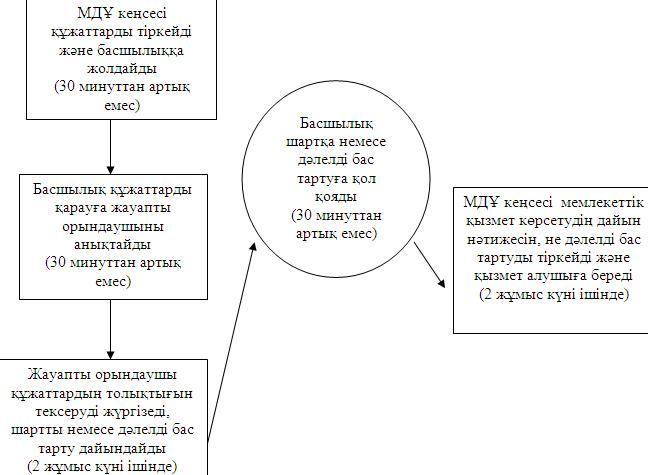 МДҰ кеңсесі
құжаттарды тіркейді
және басшылыққа
жолдайды
(30 минуттан артық
емес)
Басшылық құжаттарды
қарауға жауапты
орындаушыны
анықтайды
(30 минуттан артық
емес)
Жауапты орындаушы
құжаттардың толықтығын
тексеруді жүргізеді,
шартты немесе дәлелді бас
тарту дайындайды
(2 жұмыс күні ішінде)
Басшылық
шартқа немесе
дәлелді бас
тартуға қол
қояды
(30 минуттан
артық емес)
МДҰ кеңсесі мемлекеттік
қызмет көрсетудің дайын
нәтижесін, не дәлелді бас
тартуды тіркейді және
қызмет алушыға береді
(2 жұмыс күні ішінде)